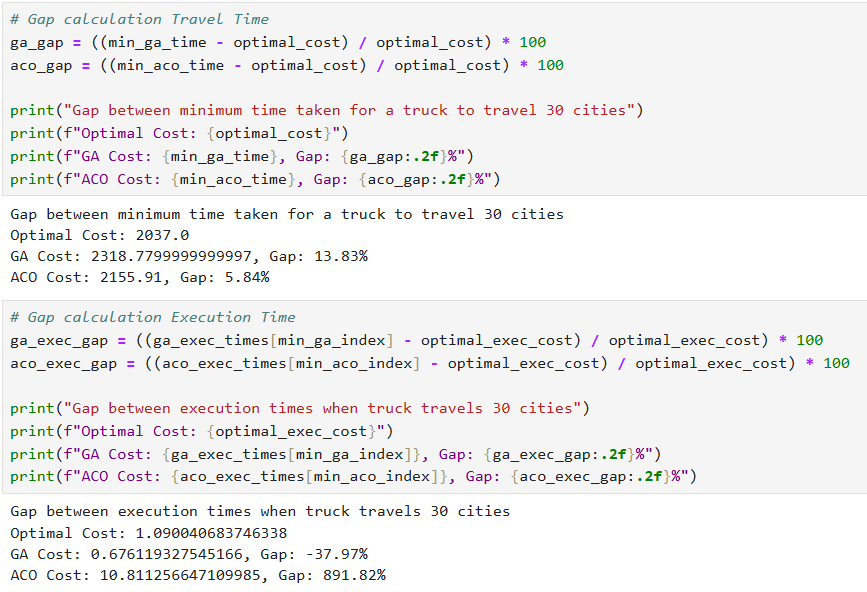 # Gap calculation Travel Time
ga_gap = ((min_ga_time - optimal_cost) / optimal_cost) * 100
aco_gap = ((min_aco_time - optimal_cost) / optimal_cost) * 100
print("Gap between minimum time taken for a truck to travel 30 cities")
print(f"Optimal Cost: {optimal_cost}")
print(f"GA Cost: {min_ga_time}, Gap: {ga_gap:.2f}%")
print(f"ACO Cost: {min_aco_time}, Gap: {aco_gap:.2f}%")
Gap between minimum time taken for a truck to travel 30 cities
Optimal Cost: 2037.0
GA Cost: 2318.7799999999997, Gap: 13.83%
ACO Cost: 2155.91, Gap: 5.84%
# Gap calculation Execution Time
ga_exec_gap = ((ga_exec_times[min_ga_index] - optimal_exec_cost) / optimal_exec_cost) * 100
aco_exec_gap = ((aco_exec_times[min_aco_index] - optimal_exec_cost) / optimal_exec_cost) * 100
print("Gap between execution times when truck travels 30 cities")
print(f"Optimal Cost: {optimal_exec_cost}")
print(f"GA Cost: {ga_exec_times[min_ga_index]}, Gap: {ga_exec_gap:.2f}%")
print(f"ACO Cost: {aco_exec_times[min_aco_index]}, Gap: {aco_exec_gap:.2f}%")
Gap between execution times when truck travels 30 cities
Optimal Cost: 1.090040683746338
GA Cost: 0.676119327545166, Gap: -37.97%
ACO Cost: 10.811256647109985, Gap: 891.82%